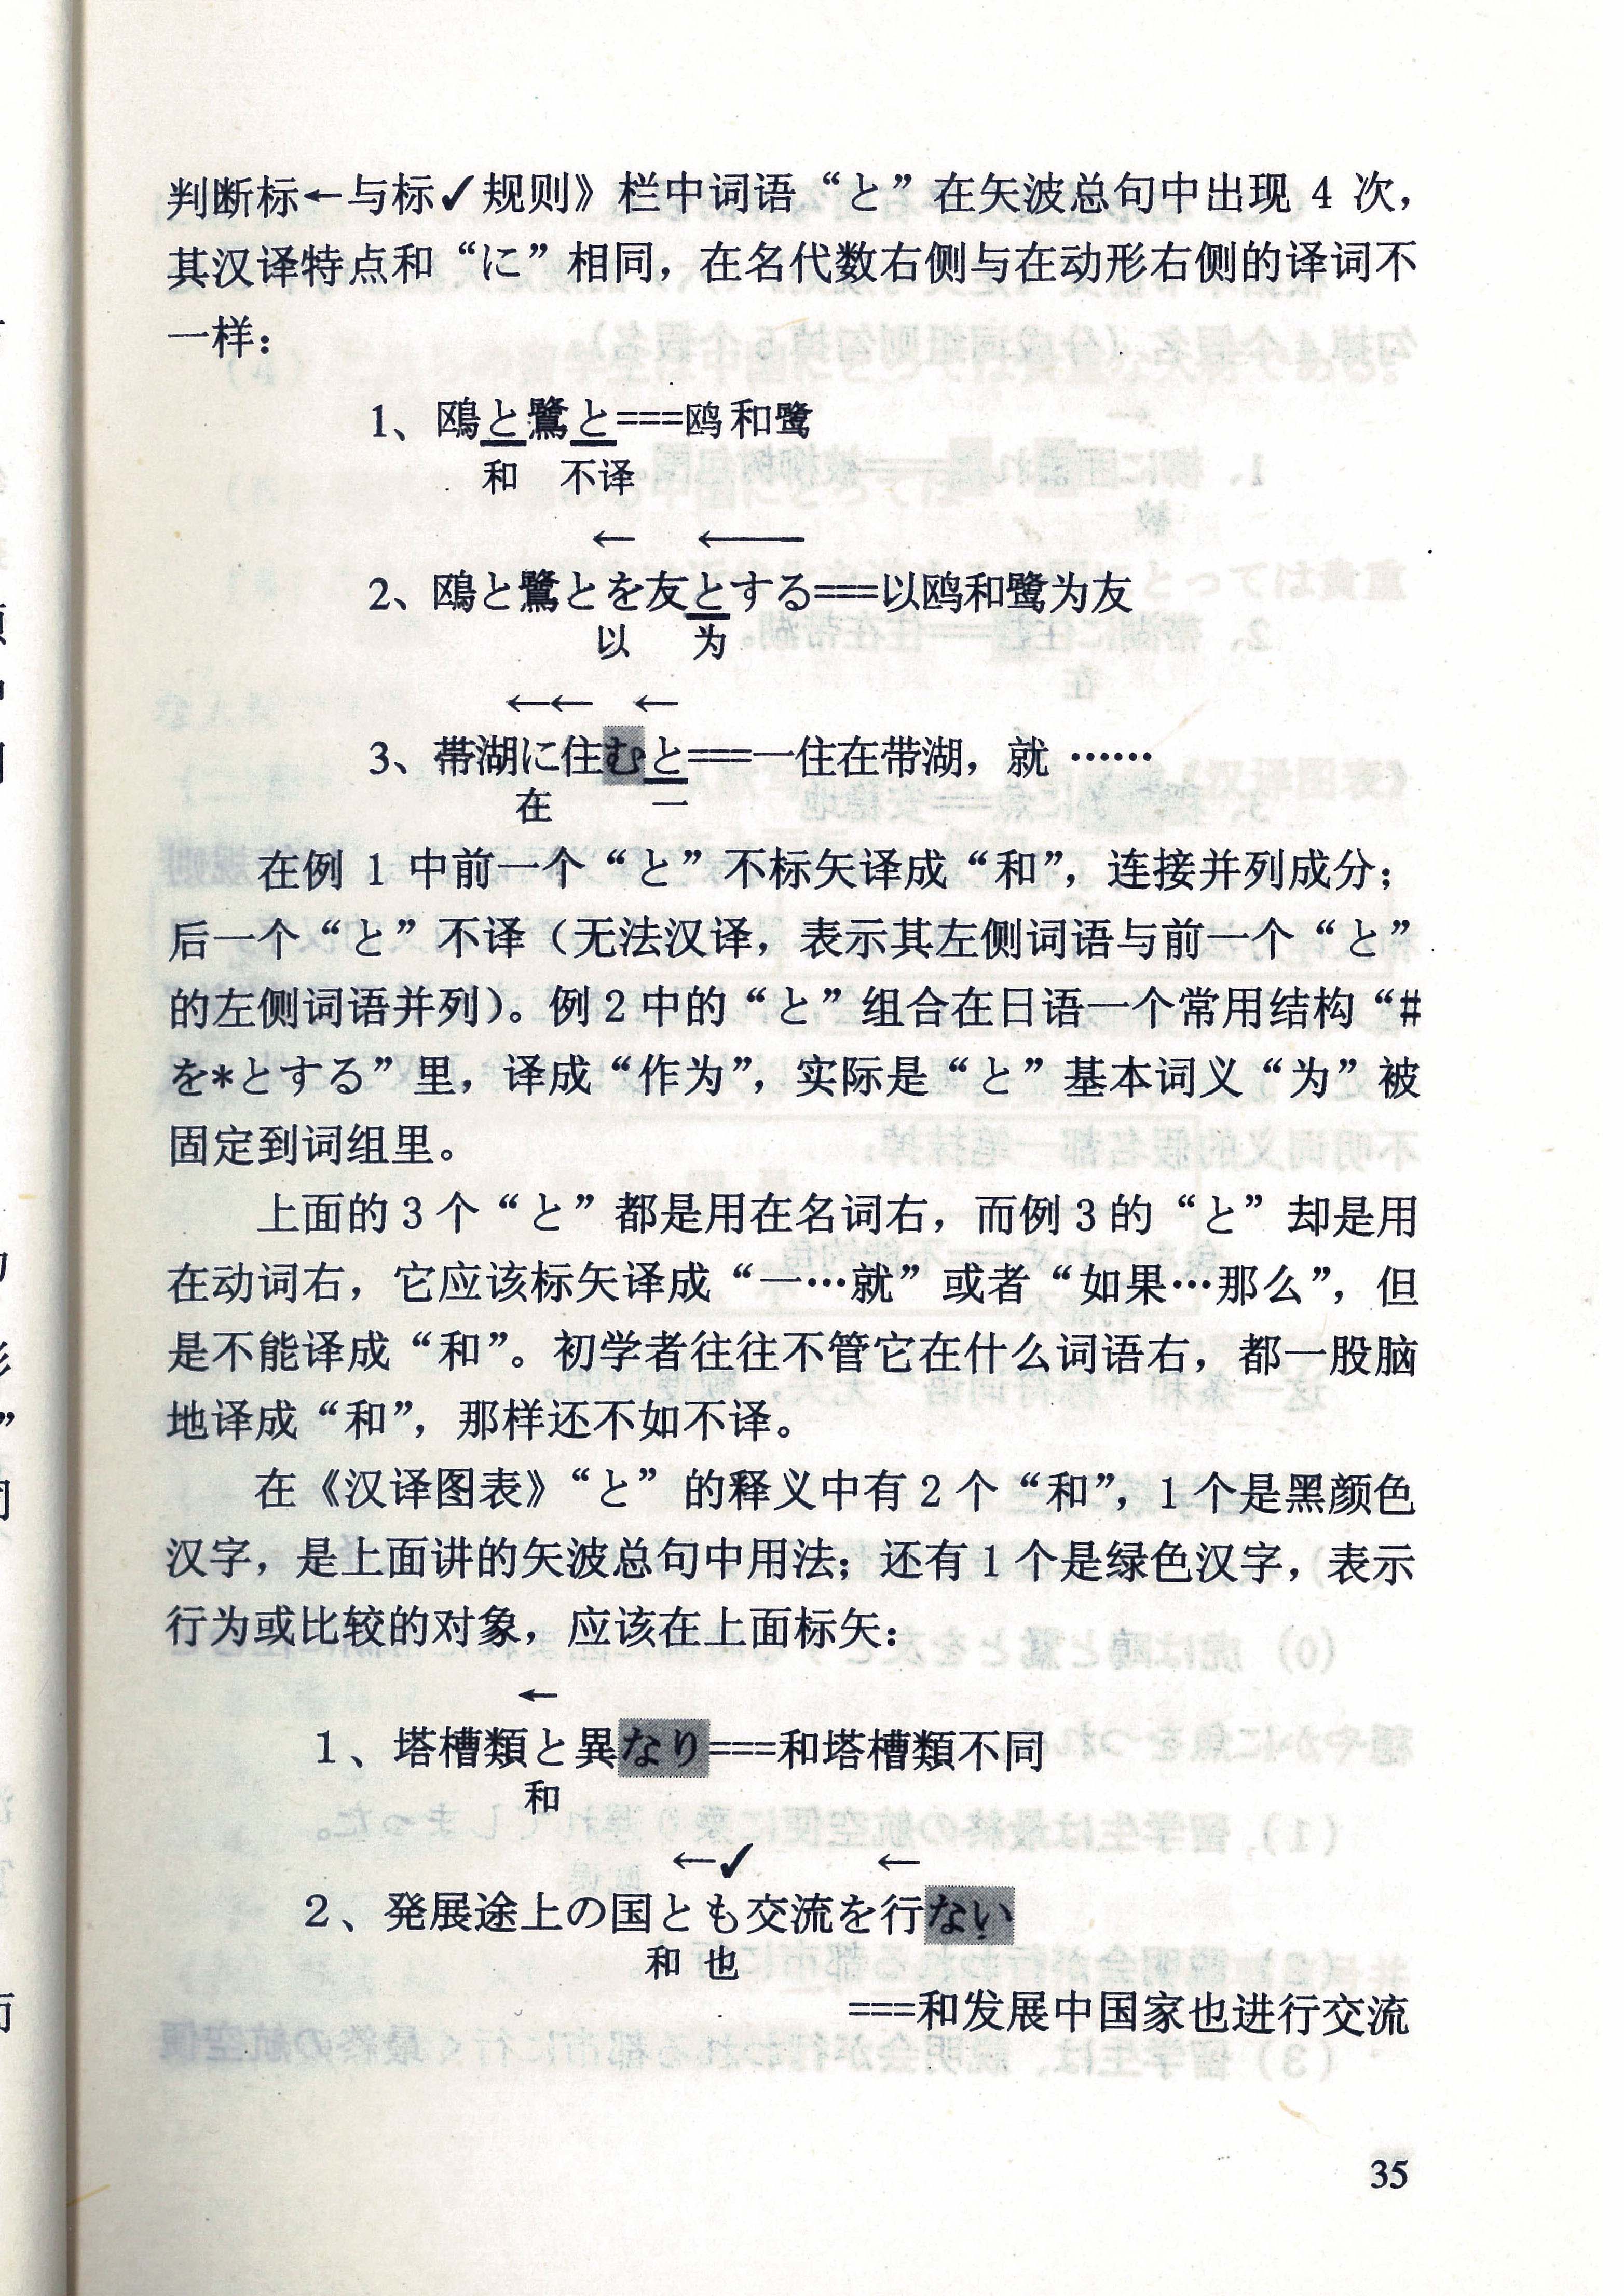 判断标←与标✓规则》栏中词语“と”在矢波总句中出现 4 次，
其汉译特点和“に”相同，在名代数右侧与在动形右侧的译词不
一样：
1、鷗と鷺と===鸥和鹭
和 不译
← ←
2、鷗と鷺とを友とする===以鸥和鹭为友
以 为
←← ←
3、帯湖に住むと===一住在带湖，就 ……
在 一
在例 1 中前一个“と”不标矢译成“和”，连接并列成分；
后一个“と”不译（无法汉译，表示其左侧词语与前一个“と”
的左侧词语并列）。例 2 中的“と”组合在日语一个常用结构“#
を*とする”里，译成“作为”，实际是“と”基本词义“为”被
固定到词组里。
上面的 3 个“と”都是用在名词右，而例 3 的“と”却是用
在动词右，它应该标矢译成“一…就”或者“如果…那么”，但
是不能译成“和”。初学者往往不管它在什么词语右，都一股脑
地译成“和”，那样还不如不译。
在《汉译图表》“と”的释义中有 2 个“和”，1 个是黑颜色
汉字，是上面讲的矢波总句中用法；还有 1 个是绿色汉字，表示
行为或比较的对象，应该在上面标矢：
←
1、塔槽類と異なり===和塔槽類不同
和
←✓ ←
2、発展途上の国とも交流を行ない
和 也
===和发展中国家也进行交流
35